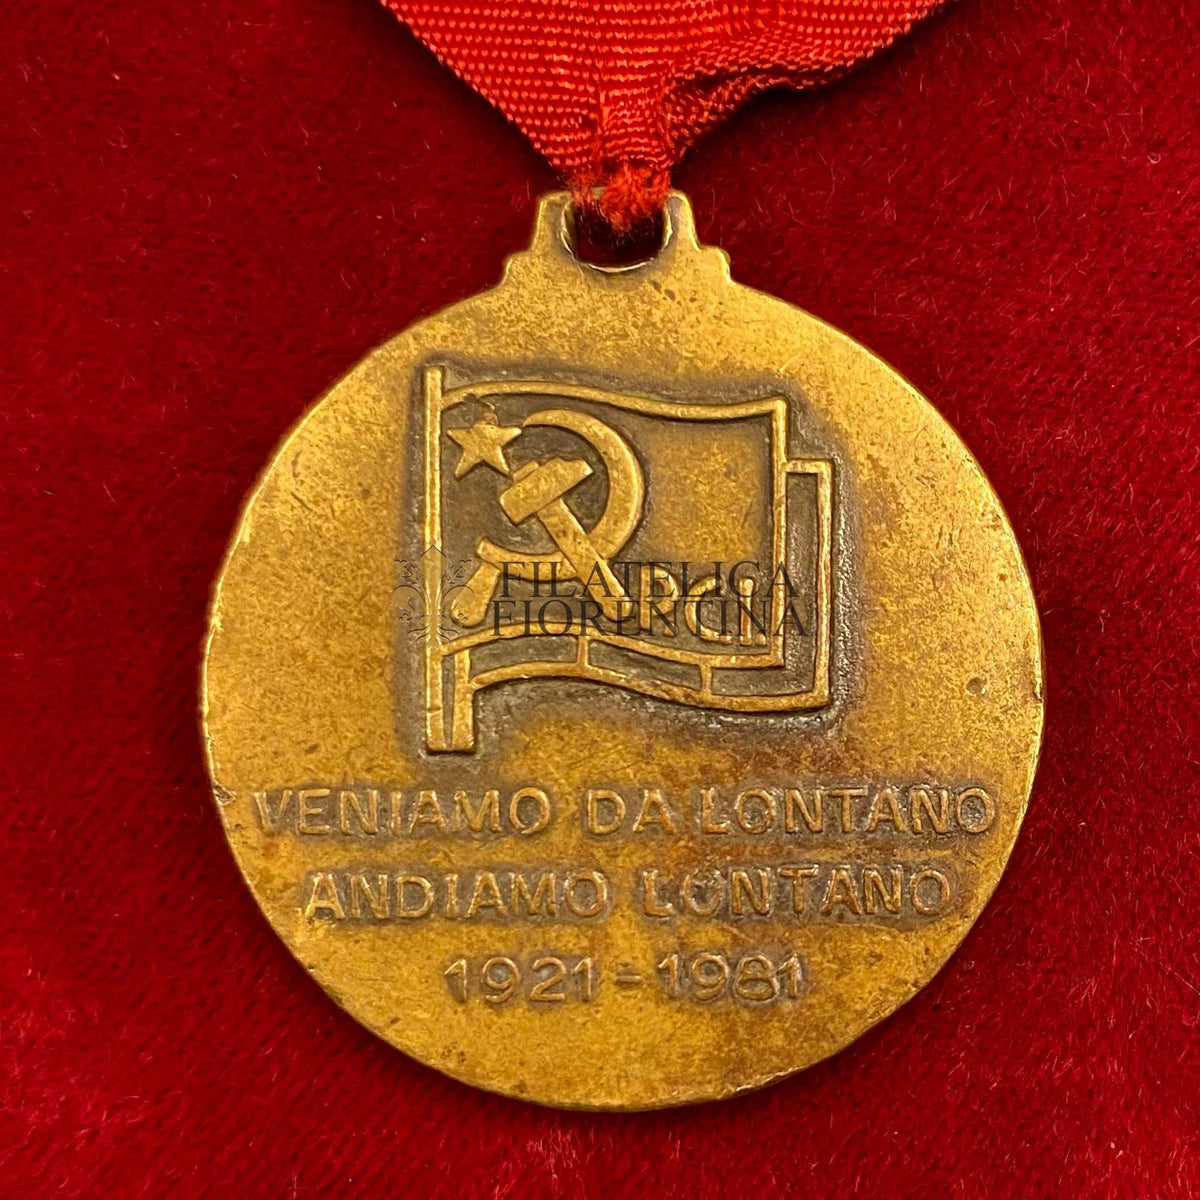 P.C.I.
FILATELICA
FIORENTINA
VENIAMO DA LONTANO
ANDIAMO LONTANO
1921-1981